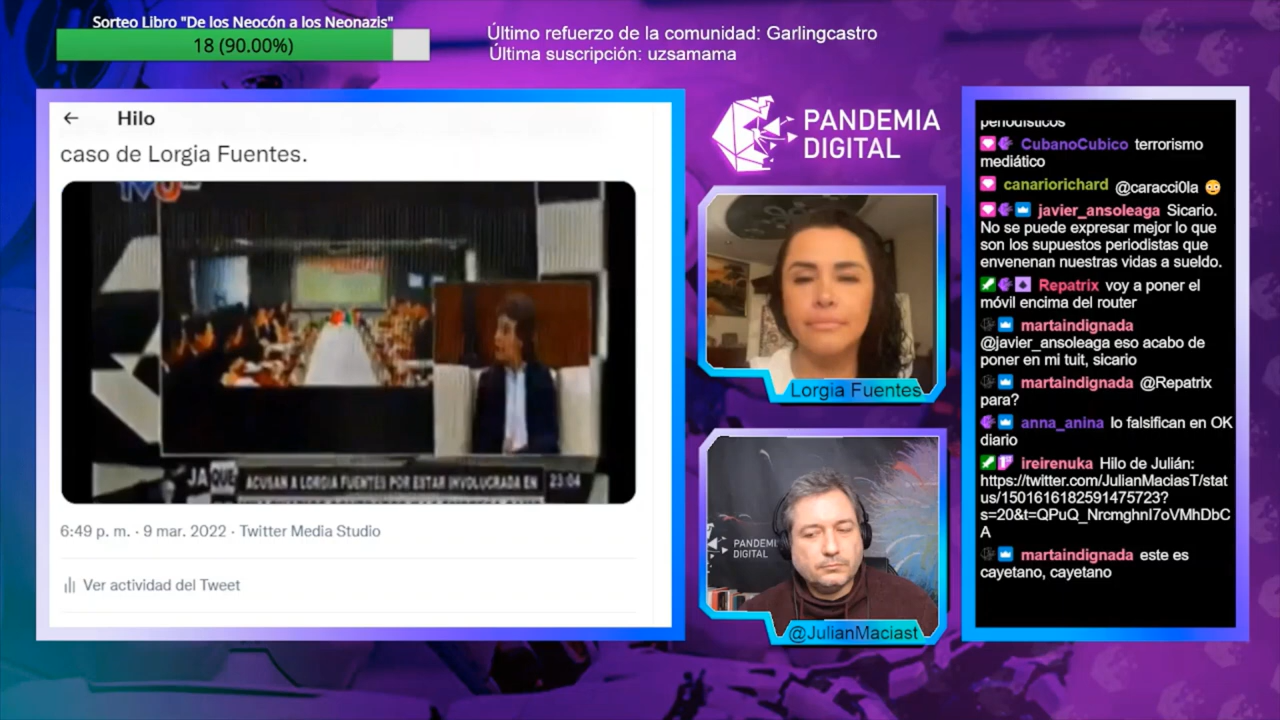 Sorteo Libro "De los Neocón a los Neonazis"
18 (90.00%)
Último refuerzo de la comunidad: Garlingcastro
Última suscripción: uzsamama
← Hilo
caso de Lorgia Fuentes.
JAQUE
ACUSAN A LORGIA FUENTES POR ESTAR INVOLUCRADA EN
23:04
6:49 p. m. · 9 mar. 2022 · Twitter Media Studio
Ver actividad del Tweet
PANDEMIA
DIGITAL
Lorgia Fuentes
PANDEMI
DIGITAL
@JulianMaciast
periodísticos
CubanoCubico terrorismo
mediático
canariorichard @caracci0la 😳
javier_ansoleaga Sicario.
No se puede expresar mejor lo que
son los supuestos periodistas que
envenenan nuestras vidas a sueldo.
Repatrix voy a poner el
móvil encima del router
martaindignada
@javier_ansoleaga eso acabo de
poner en mi tuit, sicario
martaindignada @Repatrix
para?
anna_anina lo falsifican en OK
diario
ireirenuka Hilo de Julián:
https://twitter.com/JulianMaciasT/stat
us/1501616182591475723?
s=20&t=QPuQ_NrcmghnI7oVMhDbC
A
martaindignada este es
cayetano, cayetano